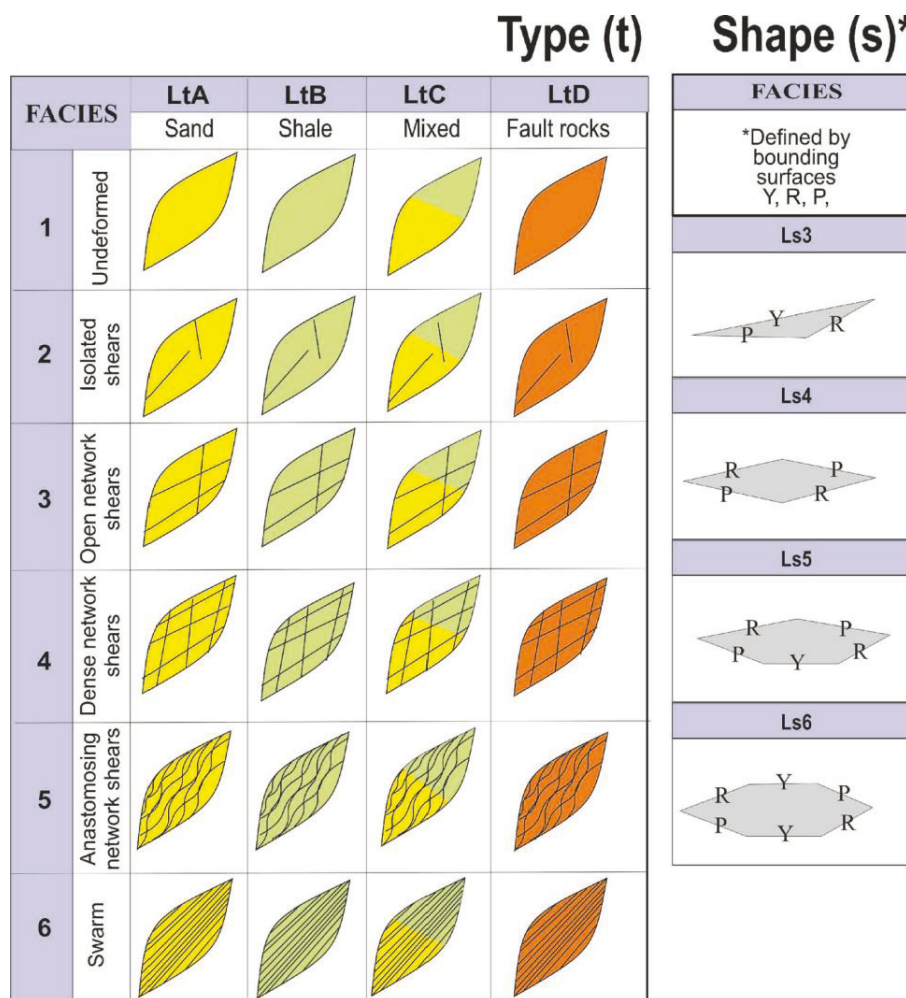 Type (t)
Shape (s)*
FACIES
LtA
LtB
LtC
LtD
Sand
Shale
Mixed
Fault rocks
1
Undeformed
2
Isolated
shears
3
Open network
shears
4
Dense network
shears
5
Anastomosing
network shears
6
Swarm
FACIES
*Defined by
bounding
surfaces
Y, R, P,
Ls3
Y
P
R
Ls4
R
P
P
R
Ls5
R
P
P
Y
R
Ls6
Y
R
P
P
Y
R